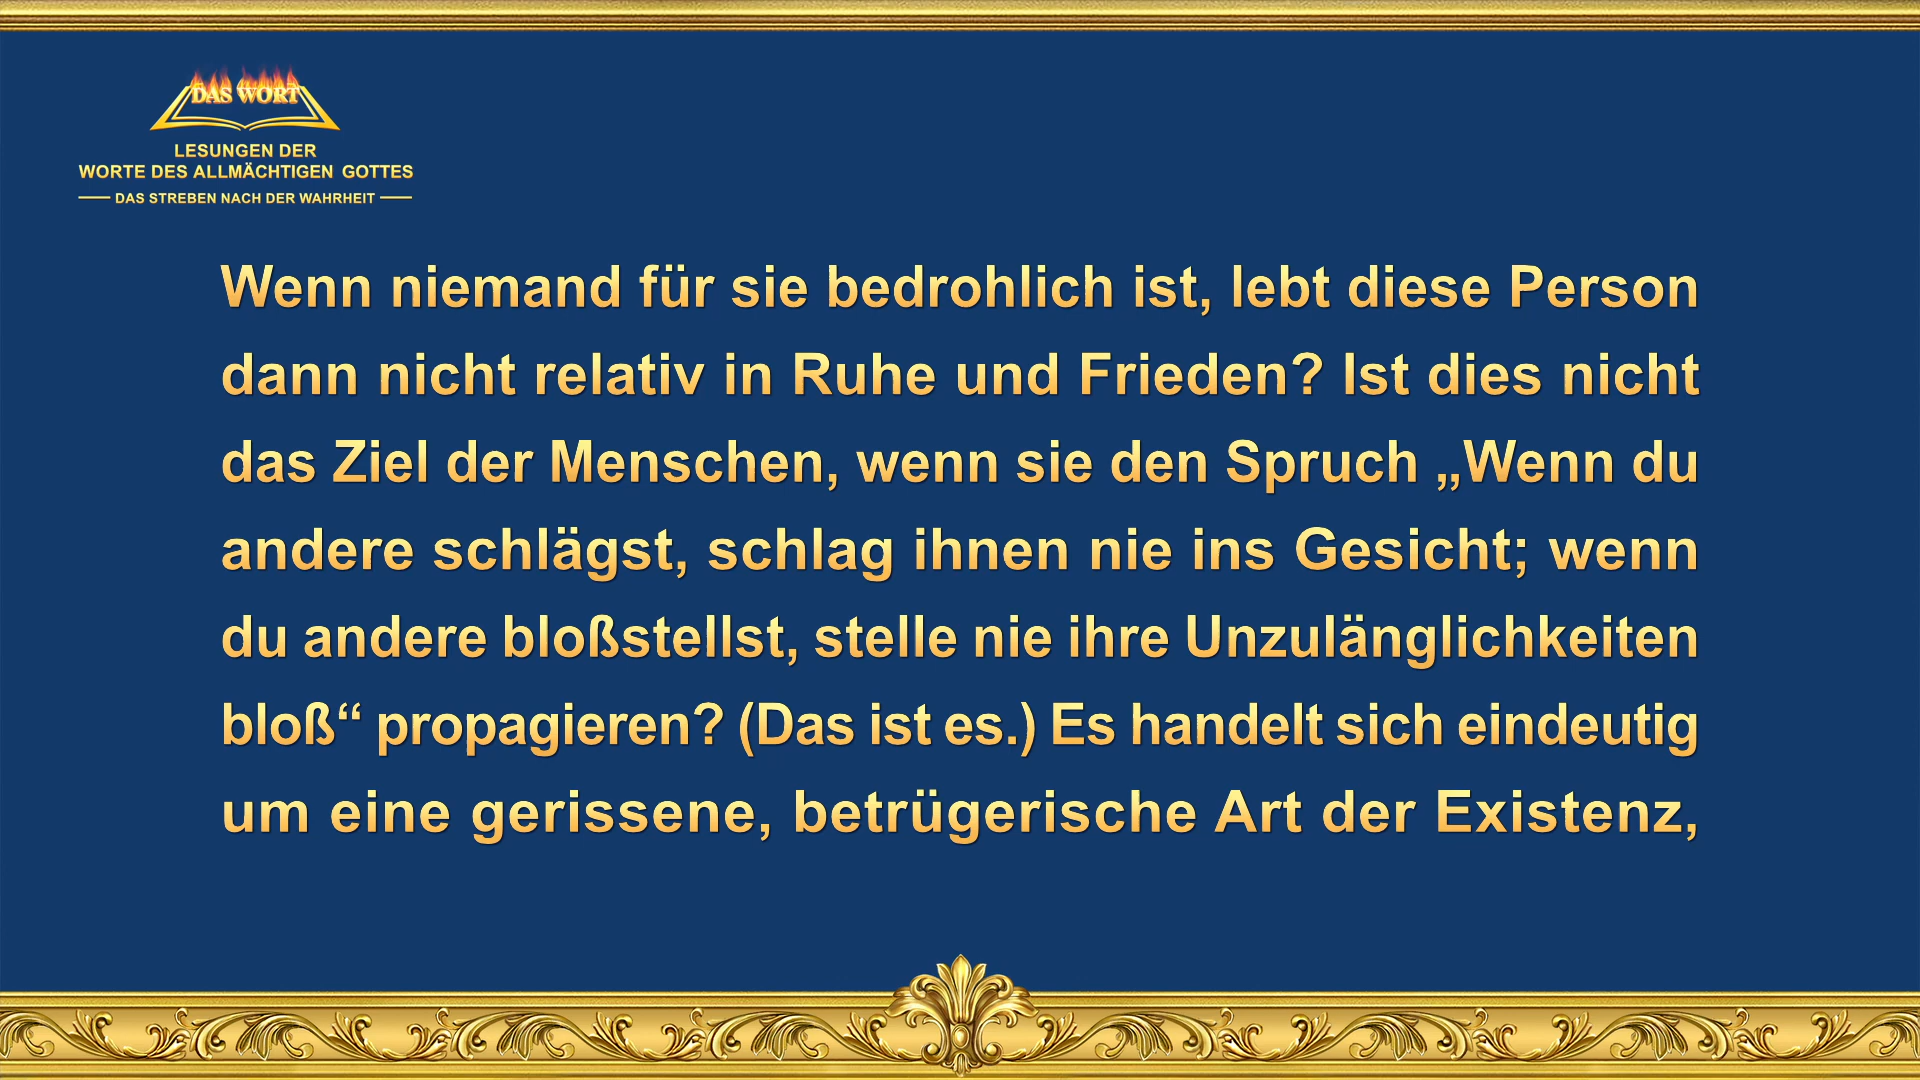 DAS WORT
LESUNGEN DER
WORTE DES ALLMÄCHTIGEN GOTTES
DAS STREBEN NACH DER WAHRHEIT
Wenn niemand für sie bedrohlich ist, lebt diese Person
dann nicht relativ in Ruhe und Frieden? Ist dies nicht
das Ziel der Menschen, wenn sie den Spruch „Wenn du
andere schlägst, schlag ihnen nie ins Gesicht; wenn
du andere bloßstellst, stelle nie ihre Unzulänglichkeiten
bloß“ propagieren? (Das ist es.) Es handelt sich eindeutig
um eine gerissene, betrügerische Art der Existenz,